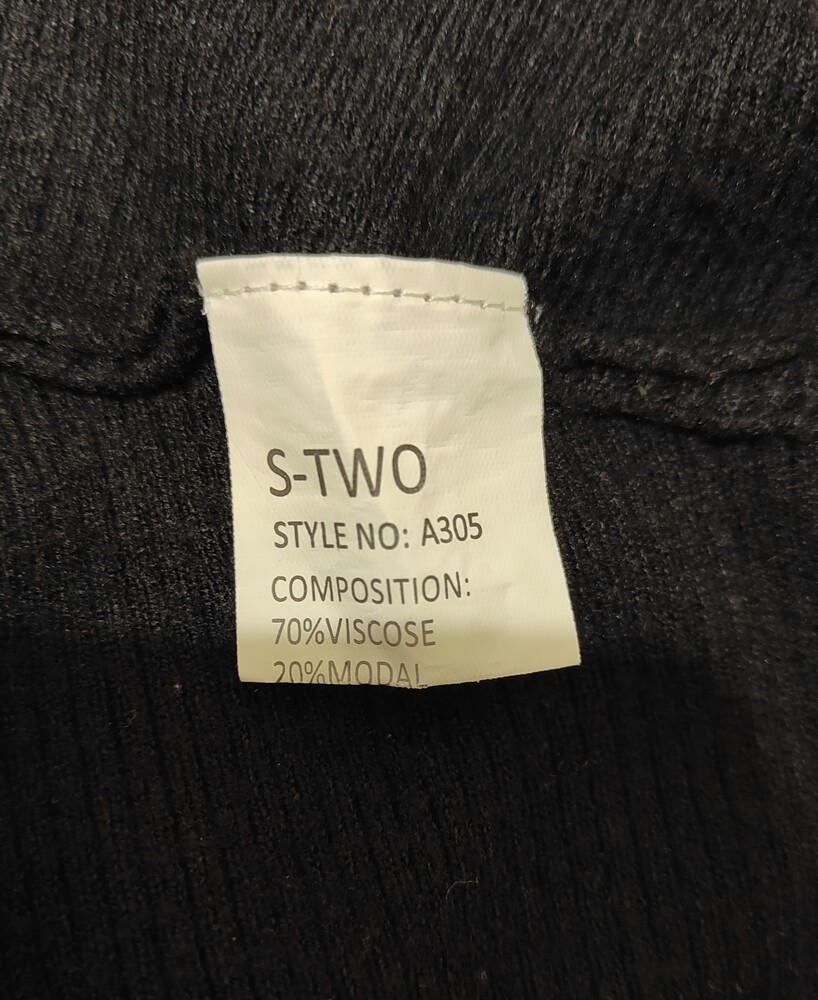 S-TWO
STYLE NO: A305
COMPOSITION:
70%VISCOSE
20%MODAL